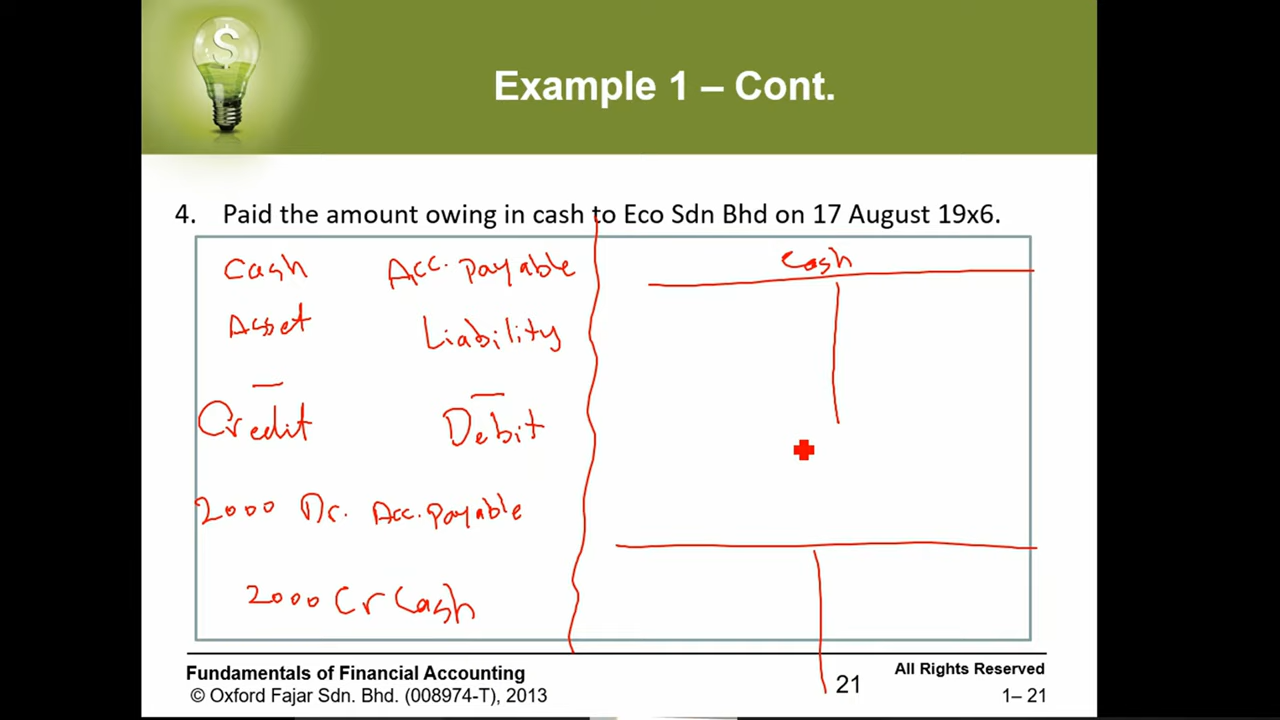 $
Example 1 – Cont.
4. Paid the amount owing in cash to Eco Sdn Bhd on 17 August 19x6.
Cash Acc. Payable
Asset Liability
Credit Debit
2000 Dr. Acc. Payable
2000 Cr Cash
Cash
Fundamentals of Financial Accounting
© Oxford Fajar Sdn. Bhd. (008974-T), 2013
21
All Rights Reserved
1– 21